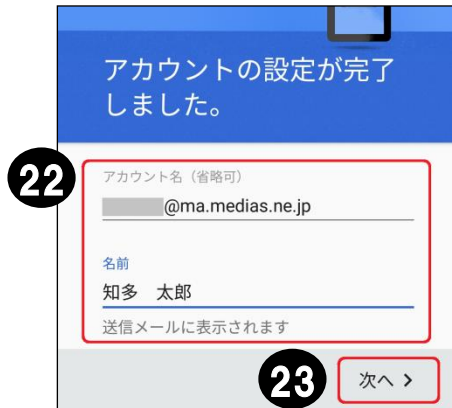 アカウントの設定が完了
しました。
22
アカウント名（省略可）
@ma.medias.ne.jp
名前
知多　太郎
送信メールに表示されます
23
次へ >